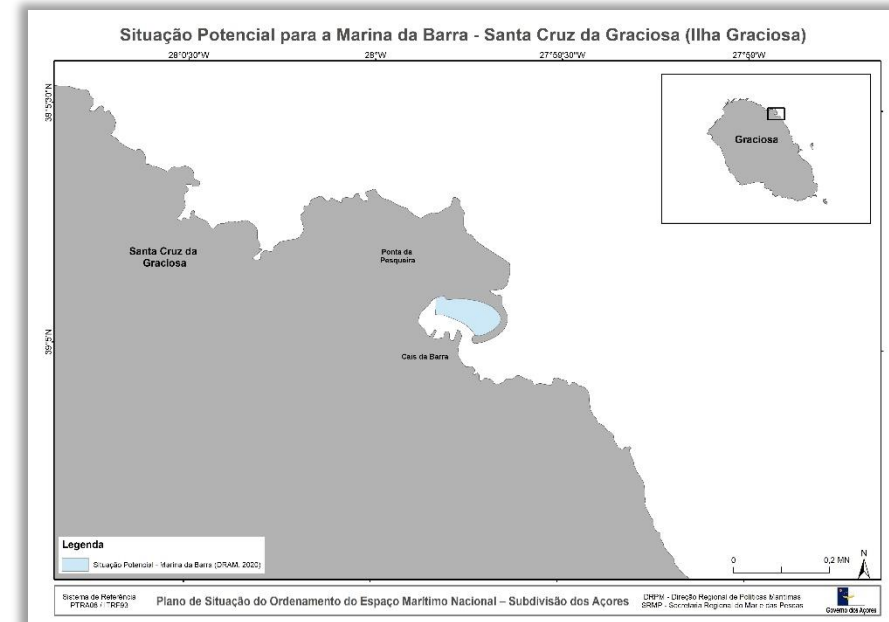 Situação Potencial para a Marina da Barra - Santa Cruz da Graciosa (Ilha Graciosa)
28°0'30"W 28°W 27°59'30"W 27°59'W
39°5'30"N
39°5'N
Graciosa
Santa Cruz da
Graciosa
Ponta da
Pesqueira
Cais da Barra
Legenda
Situação Potencial - Marina da Barra (DRAM, 2020)
0 0,2 MN
N
Sistema de Referência
PTRA08 / ITRF93
Plano de Situação do Ordenamento do Espaço Marítimo Nacional – Subdivisão dos Açores
DRPM - Direção Regional de Políticas Marítimas
SRMP - Secretaria Regional do Mar e das Pescas
Governo dos Açores